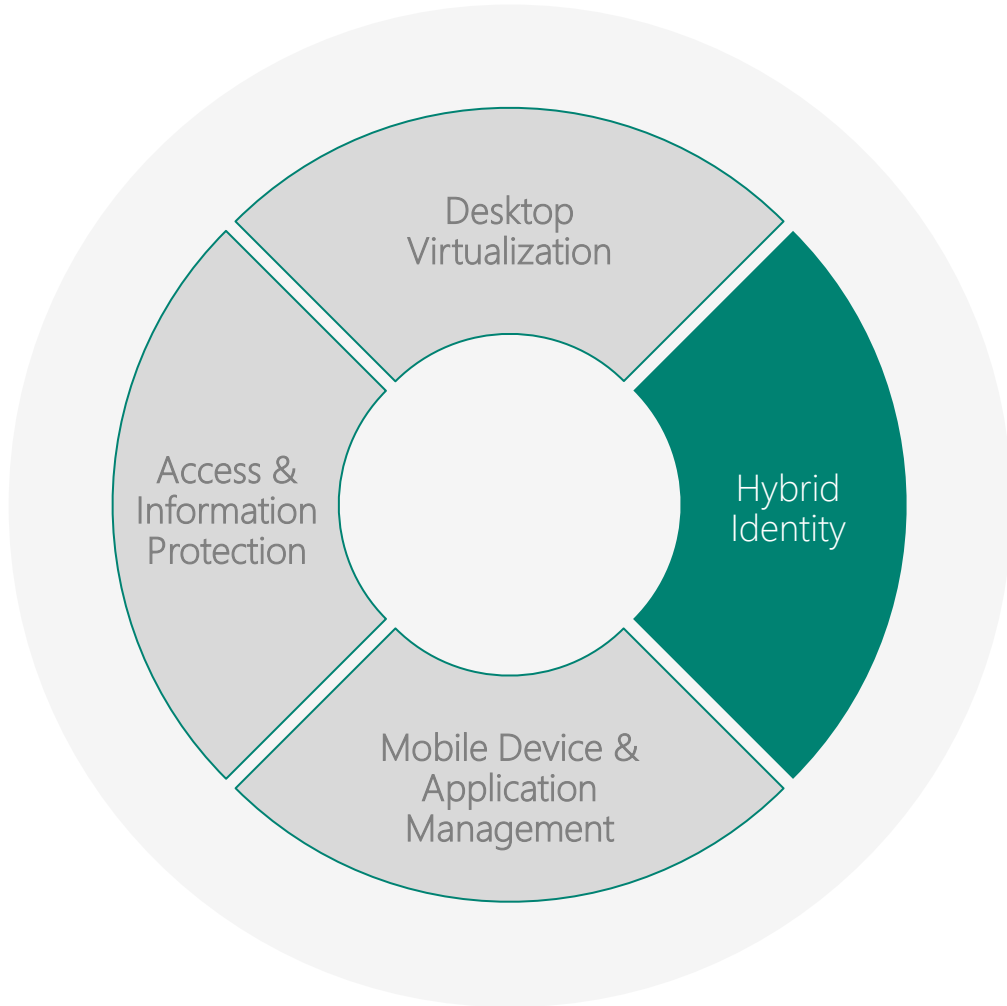 Desktop
Virtualization
Access &
Information
Protection
Hybrid
Identity
Mobile Device &
Application
Management